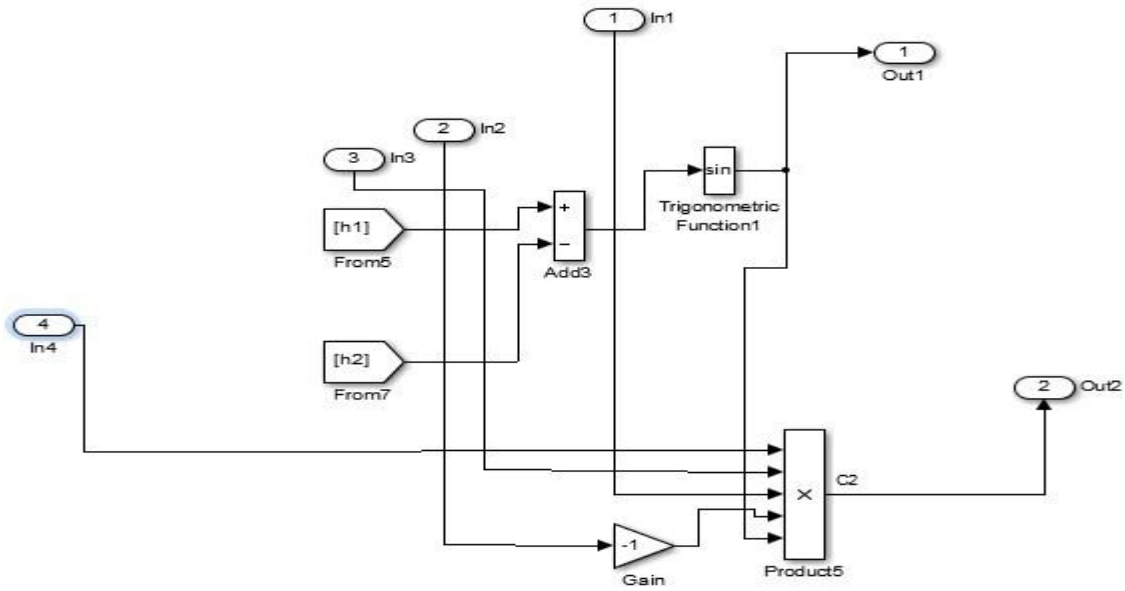 1
In1
1
Out1
2
In2
3
In3
sin
Trigonometric
Function1
[h1]
From5
+
−
Add3
4
In4
[h2]
From7
2
Out2
C2
X
Product5
-1
Gain